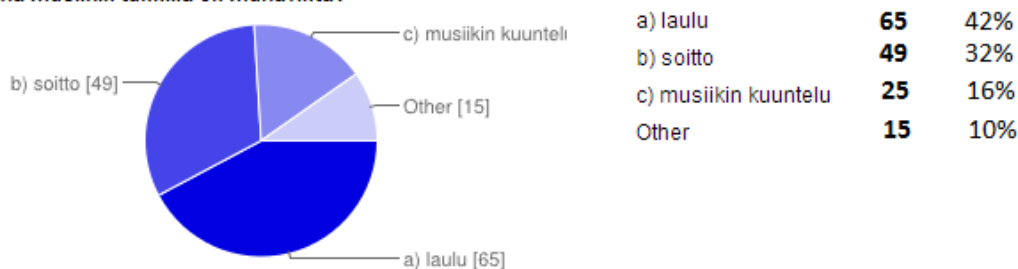 c) musiikin kuuntelu
b) soitto [49]
Other [15]
a) laulu [65]
a) laulu 65 42%
b) soitto 49 32%
c) musiikin kuuntelu 25 16%
Other 15 10%